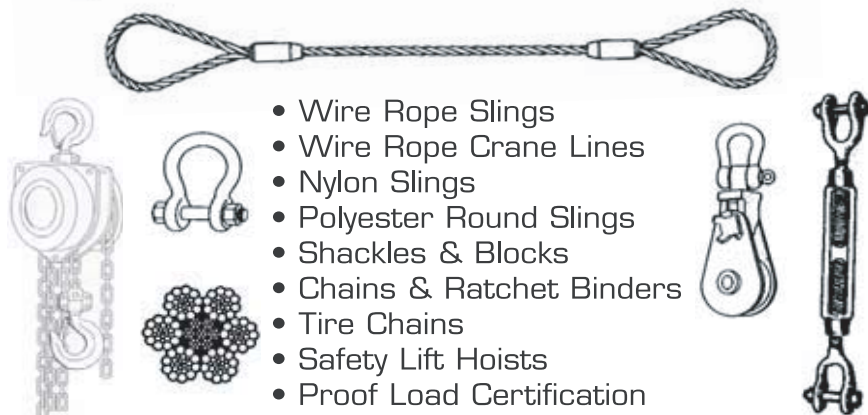 • Wire Rope Slings
• Wire Rope Crane Lines
• Nylon Slings
• Polyester Round Slings
• Shackles & Blocks
• Chains & Ratchet Binders
• Tire Chains
• Safety Lift Hoists
• Proof Load Certification